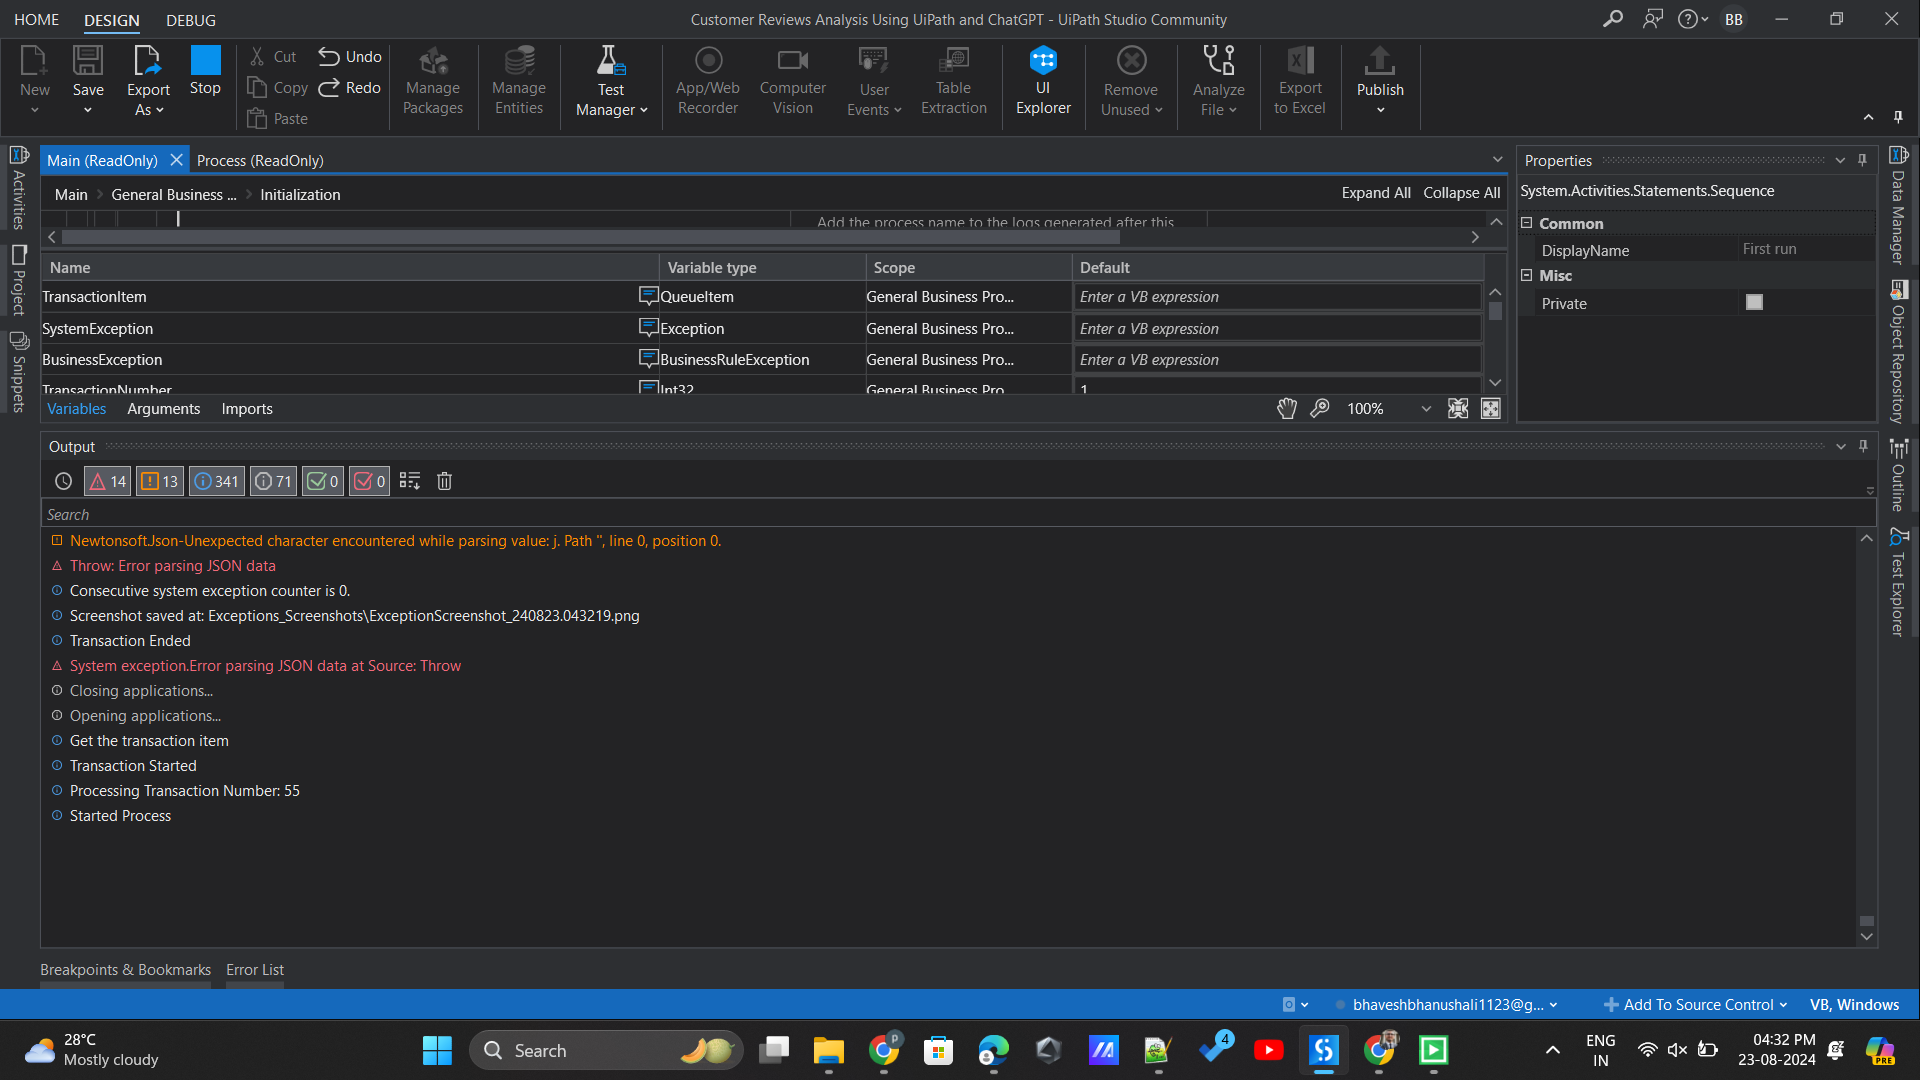 HOME DESIGN DEBUG
Customer Reviews Analysis Using UiPath and ChatGPT - UiPath Studio Community
BB
New
Save
Export As
Stop
Cut
Copy
Paste
Undo
Redo
Manage Packages
Manage Entities
Test Manager
App/Web Recorder
Computer Vision
User Events
Table Extraction
UI Explorer
Remove Unused
Analyze File
Export to Excel
Publish
Activities
Project
Snippets
Main (ReadOnly) Process (ReadOnly)
Main General Business ... Initialization
Expand All Collapse All
Add the process name to the logs generated after this
Name Variable type Scope Default
TransactionItem QueueItem General Business Pro... Enter a VB expression
SystemException Exception General Business Pro... Enter a VB expression
BusinessException BusinessRuleException General Business Pro... Enter a VB expression
TransactionNumber Int32 General Business Pro 1
Variables Arguments Imports
100%
Properties
System.Activities.Statements.Sequence
Common
DisplayName First run
Misc
Private
Data Manager
Object Repository
Outline
Test Explorer
Output
14 13 341 71 0 0
Search
Newtonsoft.Json-Unexpected character encountered while parsing value: j. Path '', line 0, position 0.
Throw: Error parsing JSON data
Consecutive system exception counter is 0.
Screenshot saved at: Exceptions_Screenshots\ExceptionScreenshot_240823.043219.png
Transaction Ended
System exception.Error parsing JSON data at Source: Throw
Closing applications...
Opening applications...
Get the transaction item
Transaction Started
Processing Transaction Number: 55
Started Process
Breakpoints & Bookmarks Error List
bhaveshbhanushali1123@g... Add To Source Control VB, Windows
28°C
Mostly cloudy
Search
P
4
ENG
IN
04:32 PM
23-08-2024
PRE